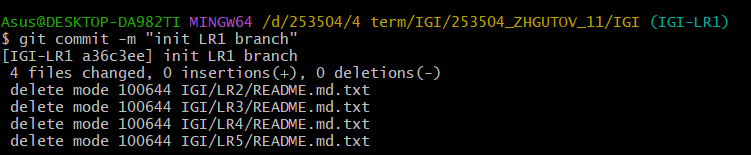 Asus@DESKTOP-DA982TI MINGW64 /d/253504/4 term/IGI/253504_ZHGUTOV_11/IGI (IGI-LR1)
$ git commit -m "init LR1 branch"
[IGI-LR1 a36c3ee] init LR1 branch
 4 files changed, 0 insertions(+), 0 deletions(-)
 delete mode 100644 IGI/LR2/README.md.txt
 delete mode 100644 IGI/LR3/README.md.txt
 delete mode 100644 IGI/LR4/README.md.txt
 delete mode 100644 IGI/LR5/README.md.txt